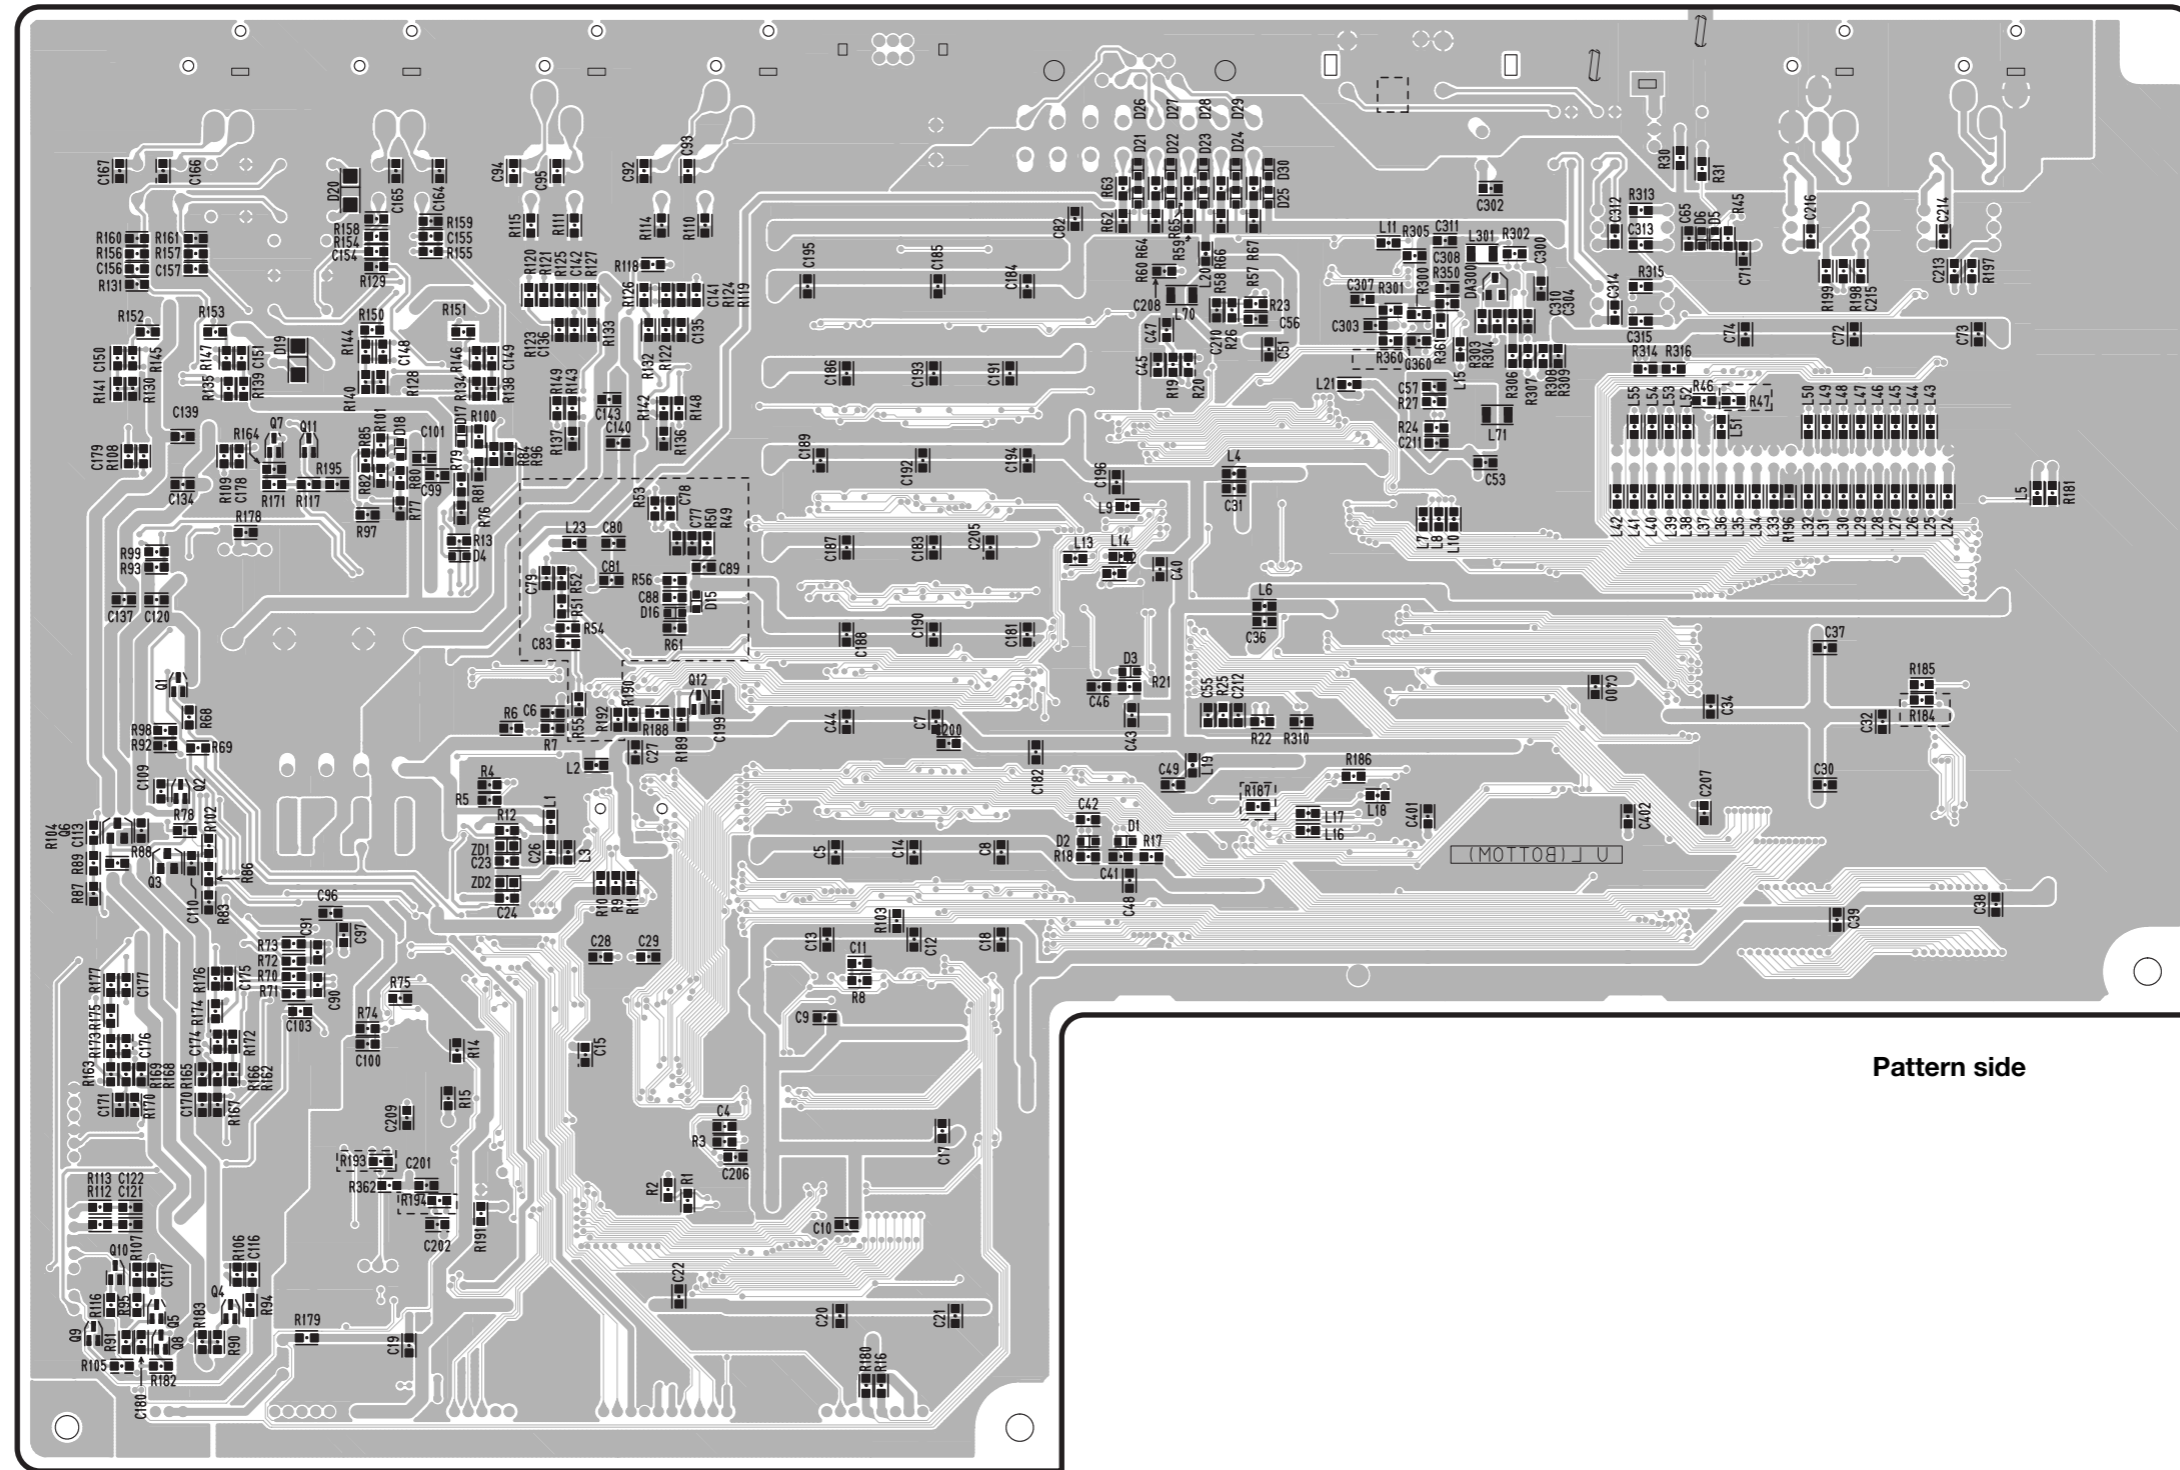 D26 D27 D28 D29
D21 D22 D23 D24 D30
C167 C166 D20 C165 C164 C94 C95 C92 C93 R63 D25 R30 R31
C302 R313 C312 C313 C65 D6 D5 R45 C216 C214
R158 R159 R115 R111 R114 R110 C82 R62 R64 R65 R59 R66 R67
R160 R161 R154 C155 L11 R305 C311 L301 R302 C300
R156 R157 C154 R155 C308
C156 C157 R129 R120 R121 R125 C142 R127 R118 R60 L20 R57 R58 R350 DA300 C71
R131 R126 C141 R124 R119 C195 C185 C184 C208 L70 R23 C307 R301 R300 C310 C304 C314 R315 R199 R198 C215 C213 R197
R152 R153 R150 R151 R123 C136 R133 R132 R122 C135 C47 C210 R26 C56 C303 C315 C74 C72 C73
C150 R145 R147 C151 D19 R144 C148 R146 C149 C45 R19 R20 C51 R360 Q360 R361 L15 R303 R304
R141 R130 R135 R139 R140 R128 R134 R138 R149 R143 C143 R142 R148 C186 C193 C191 L21 C57 R27 R306 R307 R308 R309 R314 R316
L55 L54 L53 L52 R46 R47 L51 L50 L49 L48 L47 L46 L45 L44 L43
C139 Q7 Q11 R101 R85 D18 D17 R100 R137 C140 R136 R24 C211 L71
C179 R108 R164 C101 R79 R84 R96 C189 C192 C194 C196 L4 C53
C134 R109 C178 R171 R117 R195 R82 R80 C99 R81 R53 C78 L9 C31 L5 R181
R178 R97 R77 R76 C77 R50 R49 L7 L8 L10
L42 L41 L40 L39 L38 L37 L36 L35 L34 L33 R196 L32 L31 L30 L29 L28 L27 L26 L25 L24
R99 R13 L23 C80 C187 C183 C205 L13 L14
R93 D4 C79 R52 C81 R56 C89 C40
C137 C120 R51 C88 D15 L6
D16
R54 C83 R61 C188 C190 C181 C36 C37
Q1 R190 Q12 D3 R21 C400 R185
R68 R6 C6 R55 R192 R188 R189 C199 C44 C7 C46 C43 C55 R25 C212 C34 C32 R184
R98 R7 R22 R310
R92 R69 L2 C27 C182 L19
C109 Q2 R4 C49 R186 C30
R5 R187 L18 C207
Q6 R104 C113 R78 R102 R12 L1 C42 L17 C401 C402
R89 R88 ZD1 C26 L3 C5 C14 C8 D2 D1 L16
Q3 R86 C23 R18 R17 U L(BOTTOM)
R87 C110 R83 ZD2 C24 R10 R9 R11 C41 C48
C96 C91 C97 R103 C39 C38
R73 C28 C29 C13 C11 C12 C18
R72
R177 C177 R176 C175 R70 R71 C90 R75 R8
R175 R174 C103 R74 C9
R173 C176 C174 R172 C100 R14 C15
R163 R169 R168 R165 R166 R162
C171 R170 C170 R167 C209 R15 C4
R3 C17
R193 C201 C206
R113 C122 R362 R2 R1
R112 C121 R194
C202 R191 C10
Q10 R107 C117 R106 C116
R116 R95 Q5 Q4 R94 C22
Q9 R91 Q8 R183 R90 R179 C19 C20 C21
R105 R182 R180 R16
C180
Pattern side